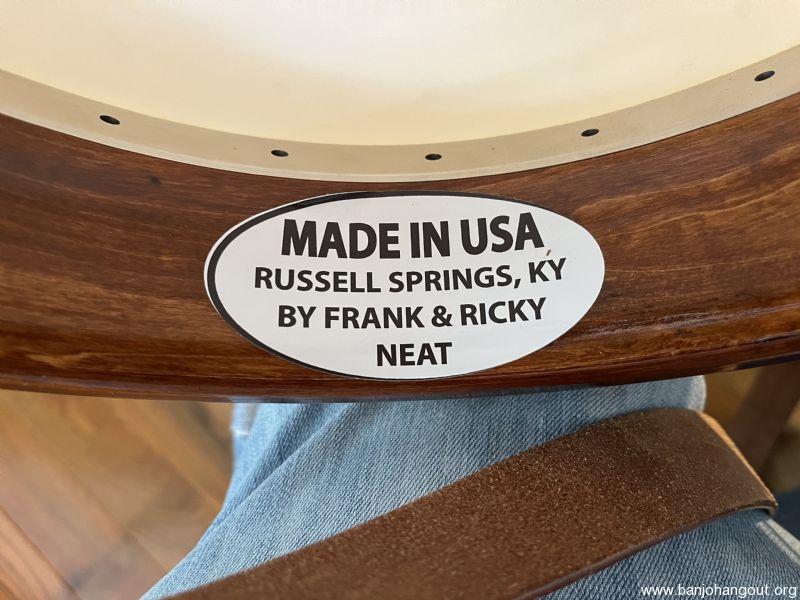 MADE IN USA
RUSSELL SPRINGS, KY
BY FRANK & RICKY
NEAT
www.banjohangout.org